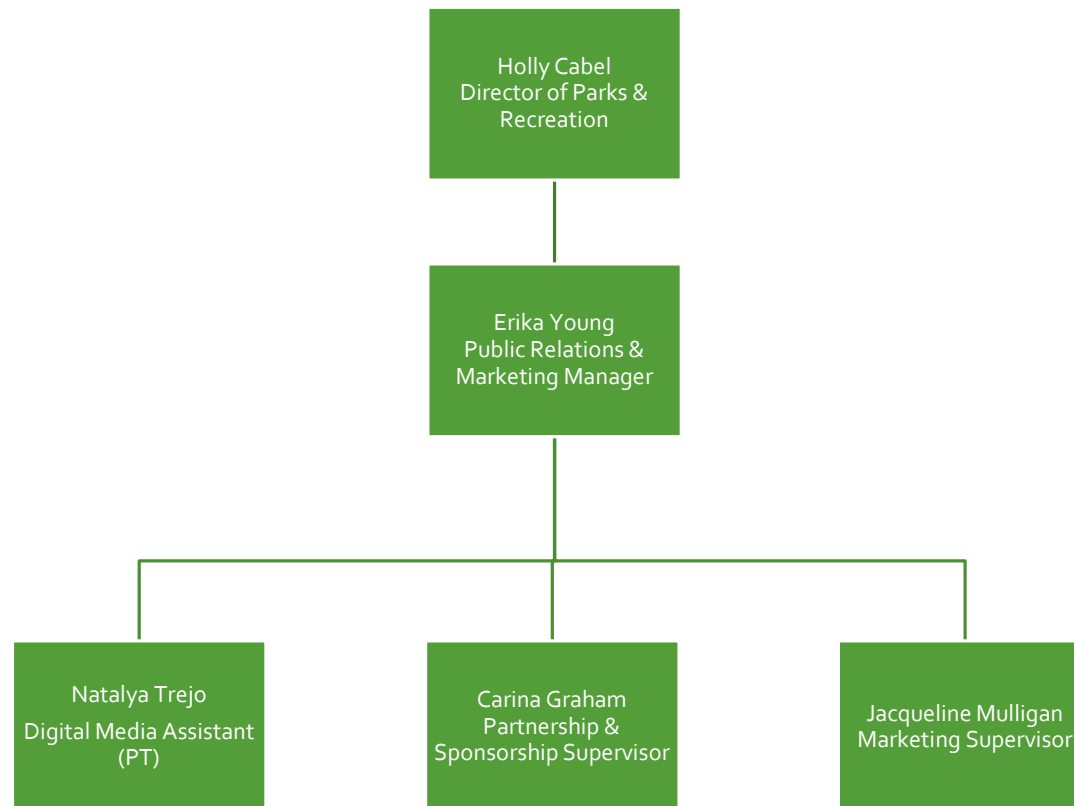 Holly Cabel
Director of Parks &
Recreation
Erika Young
Public Relations &
Marketing Manager
Natalya Trejo
Digital Media Assistant
(PT)
Carina Graham
Partnership &
Sponsorship Supervisor
Jacqueline Mulligan
Marketing Supervisor